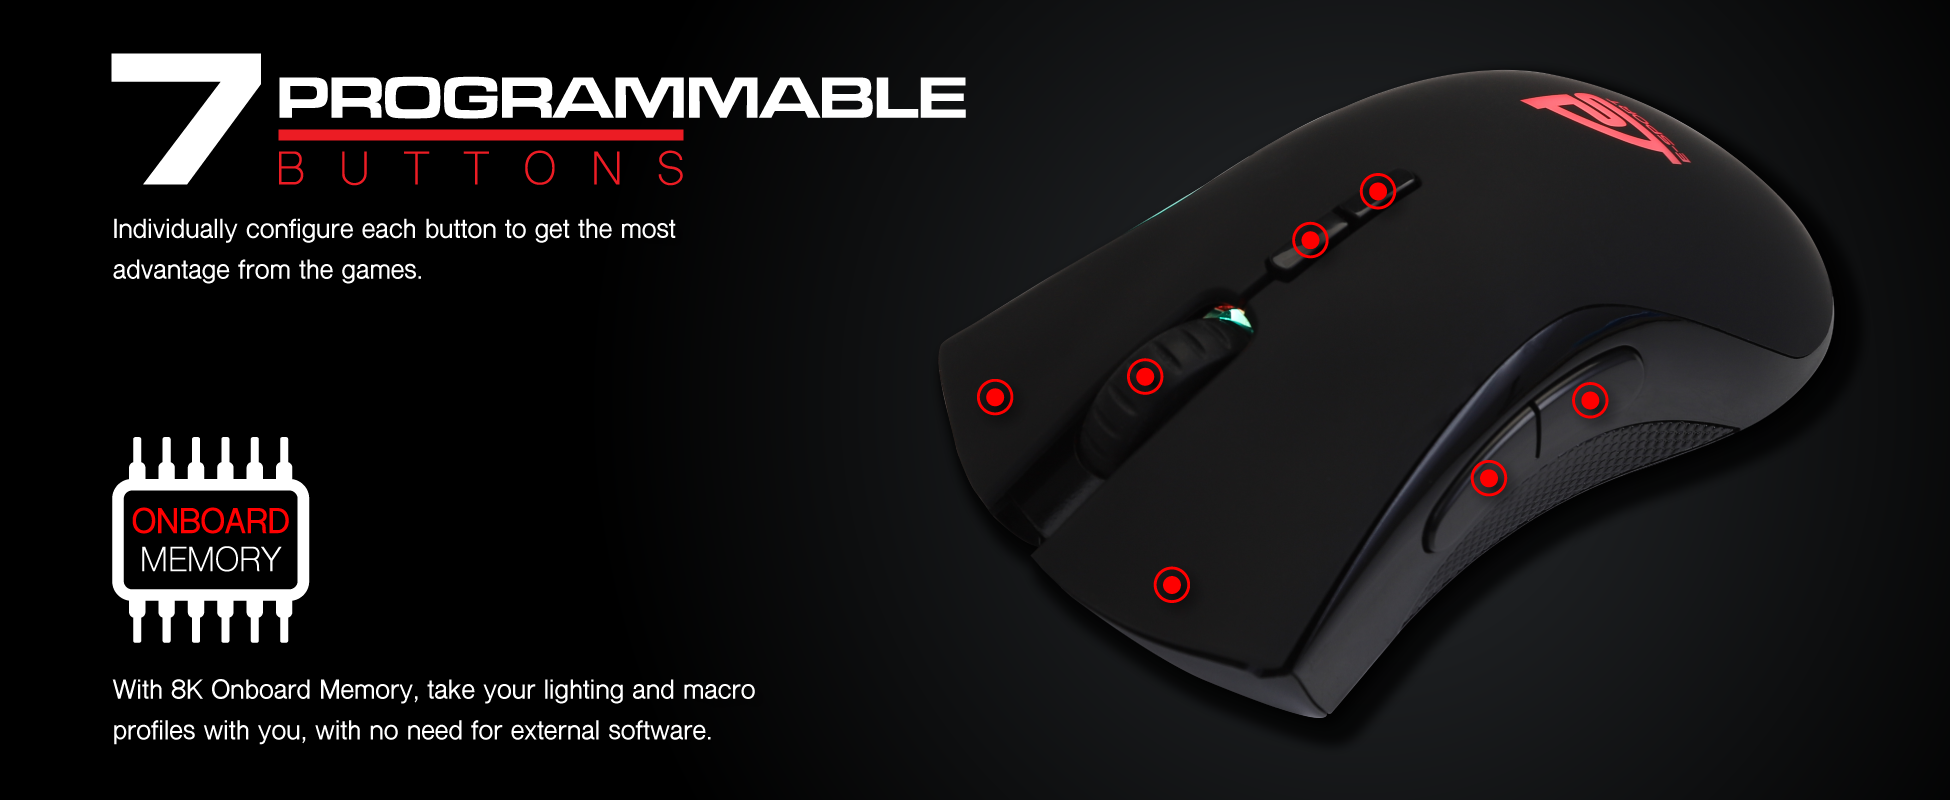 7 PROGRAMMABLE
BUTTONS
Individually configure each button to get the most
advantage from the games.
ONBOARD
MEMORY
With 8K Onboard Memory, take your lighting and macro
profiles with you, with no need for external software.
E-SPORT